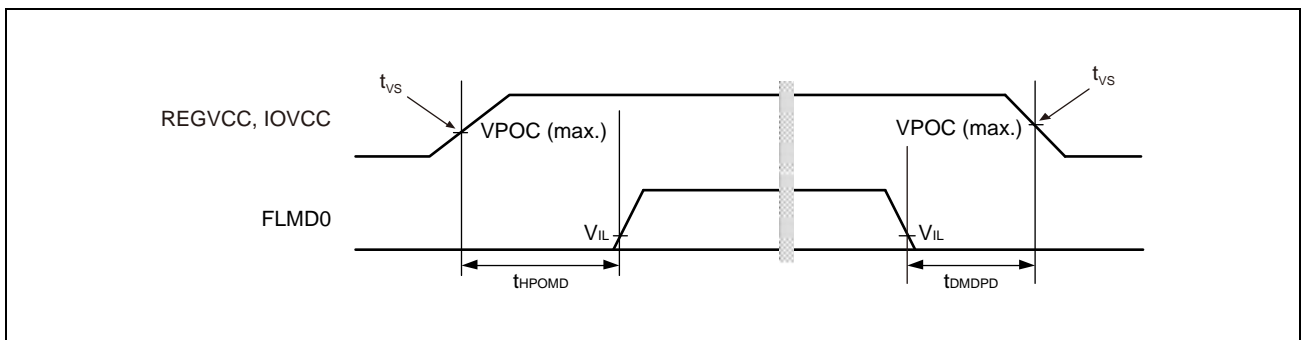 tVS
tVS
REGVCC, IOVCC
VPOC (max.)
VPOC (max.)
FLMD0
VIL
VIL
tHPOMD
tDMDPD